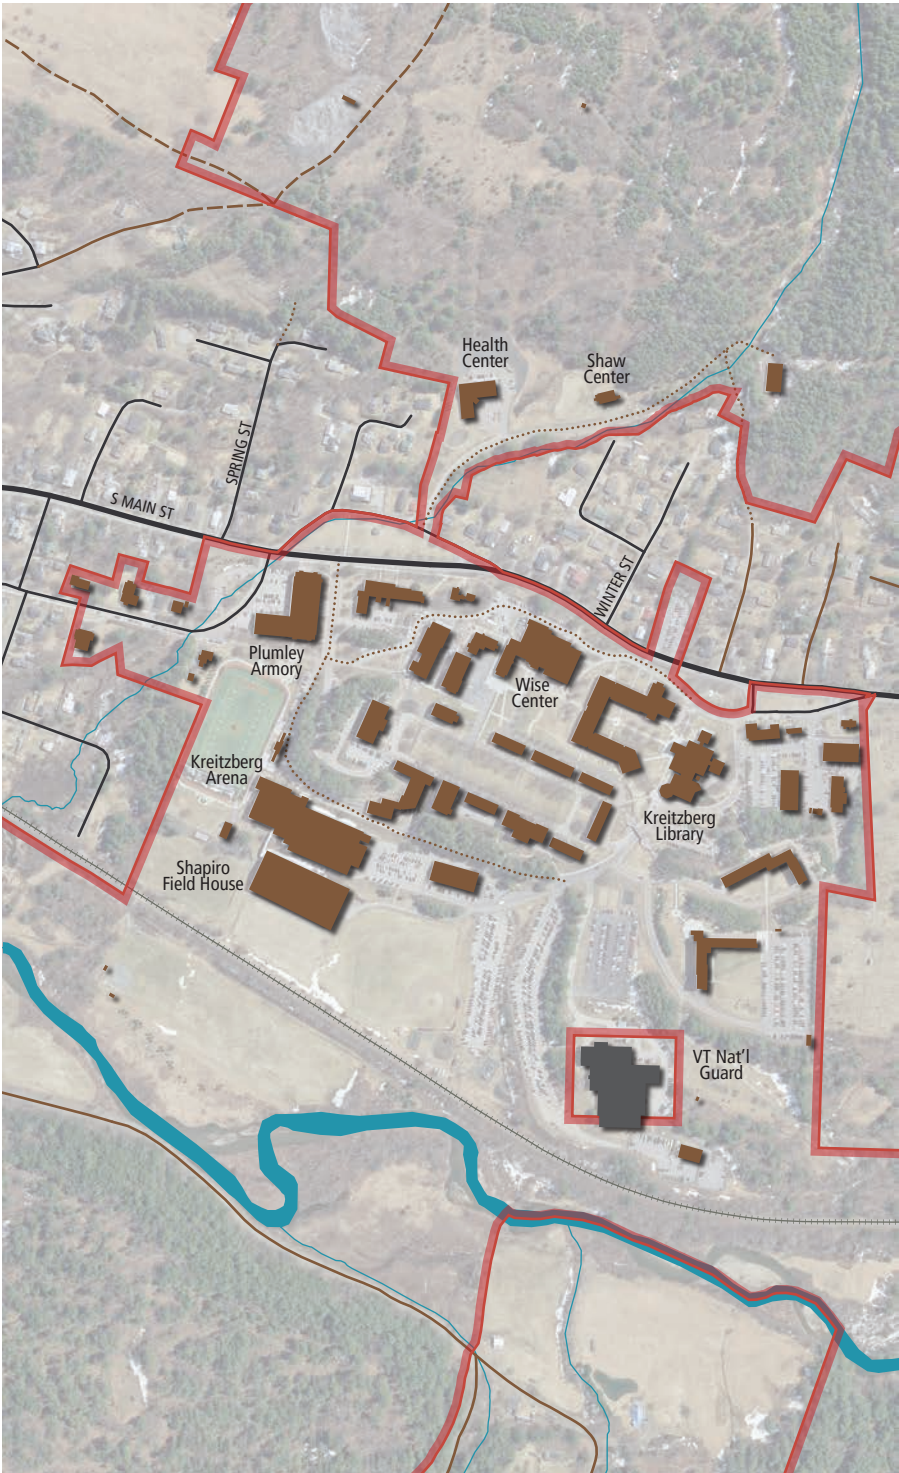 Health
Center
Shaw
Center
SPRING ST
S MAIN ST
WINTER ST
Plumley
Armory
Wise
Center
Kreitzberg
Arena
Kreitzberg
Library
Shapiro
Field House
VT Nat'l
Guard